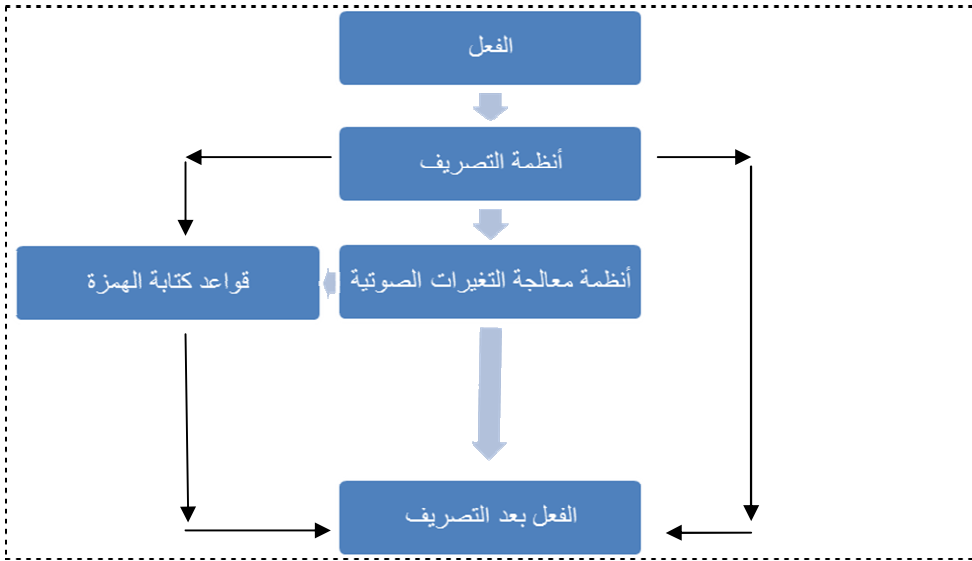 الفعل
أنظمة التصريف
أنظمة معالجة التغيرات الصوتية
قواعد كتابة الهمزة
الفعل بعد التصريف